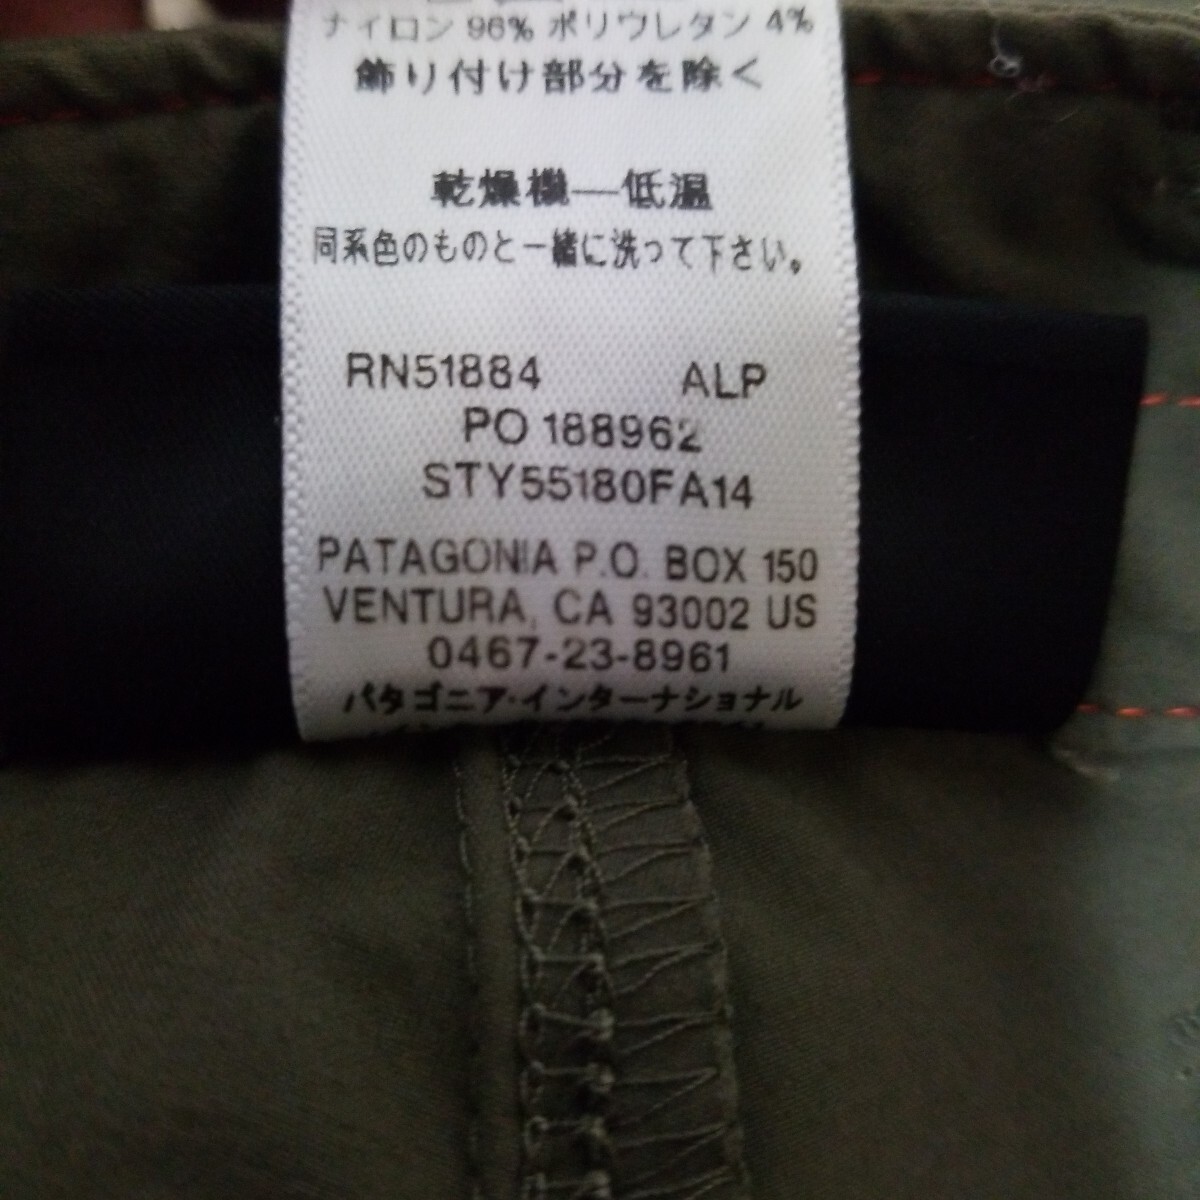 ナイロン 96% ポリウレタン 4%
飾り付け部分を除く
乾燥機—低温
同系色のものと一緒に洗って下さい。
RN51884 ALP
PO 188962
STY55180FA14
PATAGONIA P.O. BOX 150
VENTURA, CA 93002 US
0467-23-8961
パタゴニア・インターナショナル